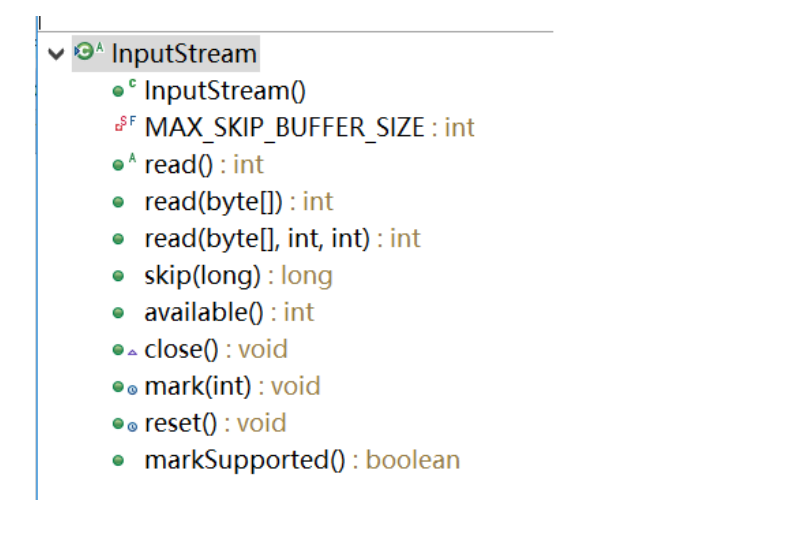 InputStream
InputStream()
MAX_SKIP_BUFFER_SIZE : int
read() : int
read(byte[]) : int
read(byte[], int, int) : int
skip(long) : long
available() : int
close() : void
mark(int) : void
reset() : void
markSupported() : boolean